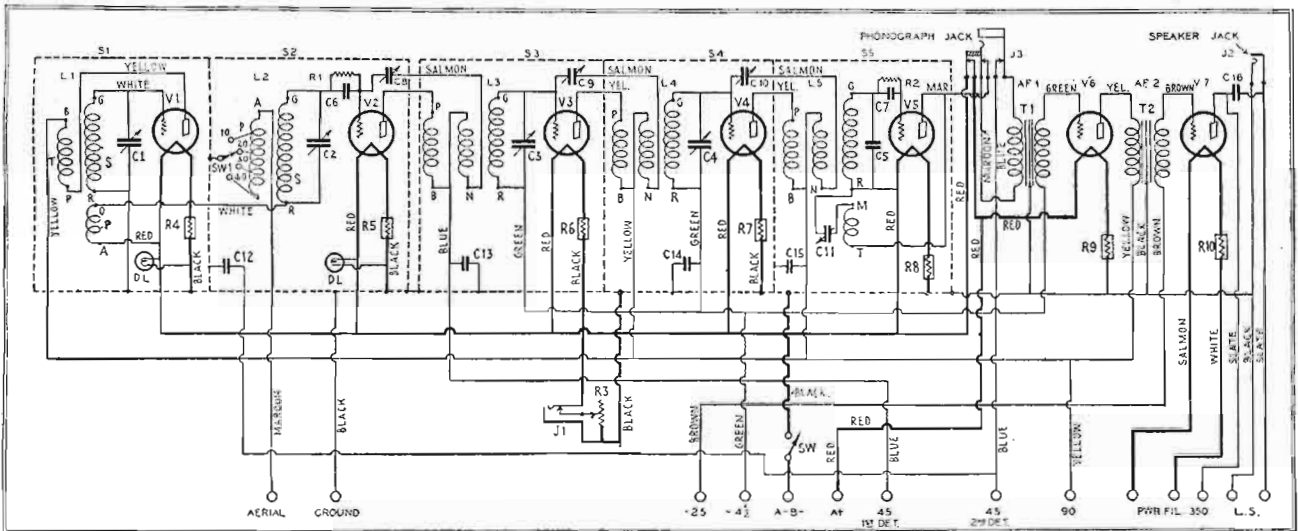 PHONOGRAPH JACK SPEAKER JACK
S1 S2 S3 S4 S5 J3 J2
YELLOW L1 WHITE V1 L2 R1 C6 V2 C8 SALMON L3 V3 C9 SALMON L4 V4 C10 SALMON L5 R2 C7 V5 AF 1 GREEN V6 YEL. AF 2 BROWN V7 C16
YEL. T1 T2
B G A G P G P G P G
T S C1 10 20 SW1 C2 C3 C4 C5 MAROON BLUE
P R S R B N R B N R B N R RED
O P A WHITE M T C11
YELLOW RED R4 BLACK DL C12 RED R5 BLACK DL BLUE C13 GREEN RED R6 BLACK YELLOW C14 GREEN RED R7 BLACK C15 RED R8 RED RED R9 YELLOW BLACK BROWN R10
SALMON WHITE SLATE BLACK SLATE
MAROON BLACK J1 R3 BLACK BROWN GREEN BLACK SW RED RED BLUE BLUE YELLOW
AERIAL GROUND -25 -4½ A-B- A+ 45 45 90 PWR FIL. 350 L.S.
1ST DET. 2ND DET.